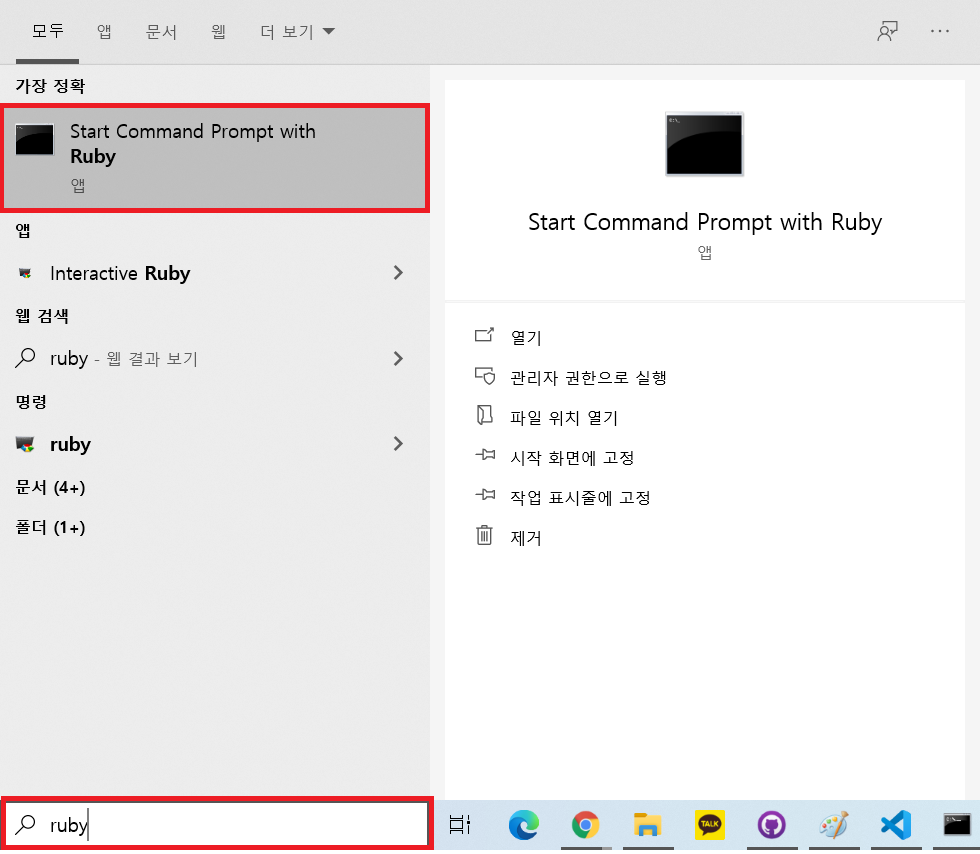 모두 앱 문서 웹 더 보기
가장 정확
Start Command Prompt with
Ruby
앱
앱
Interactive Ruby
웹 검색
ruby - 웹 결과 보기
명령
ruby
문서 (4+)
폴더 (1+)
Start Command Prompt with Ruby
앱
열기
관리자 권한으로 실행
파일 위치 열기
시작 화면에 고정
작업 표시줄에 고정
제거
ruby
TALK